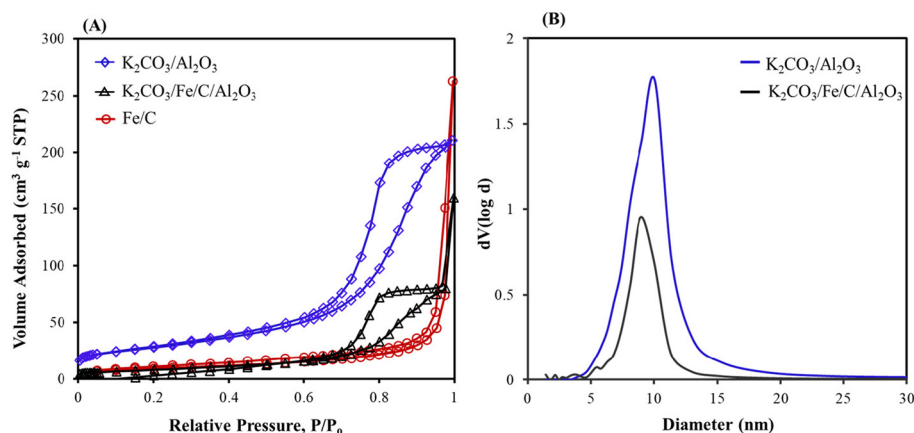 (A)
300
250
200
150
100
50
0
0
0.2
0.4
0.6
0.8
1
Volume Adsorbed (cm³ g⁻¹ STP)
Relative Pressure, P/Pₒ
K₂CO₃/Al₂O₃
K₂CO₃/Fe/C/Al₂O₃
Fe/C
(B)
2
1.5
1
0.5
0
0
5
10
15
20
25
30
dV(log d)
Diameter (nm)
K₂CO₃/Al₂O₃
K₂CO₃/Fe/C/Al₂O₃